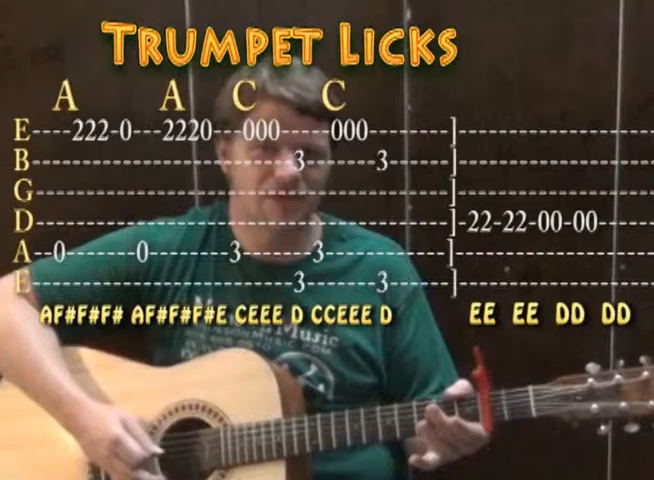 TRUMPET LICKS
A A C C
E----222-0---2220---000------000---------]------------------
B-------------------------3-------3------]------------------
G----------------------------------------]------------------
D----------------------------------------]-22-22-00-00------
A--0-------0---------3-------3-----------]------------------
E-------------------------3-------3------]------------------
AF#F#F# AF#F#F#E CEEE D CCEEE D EE EE DD DD
Music